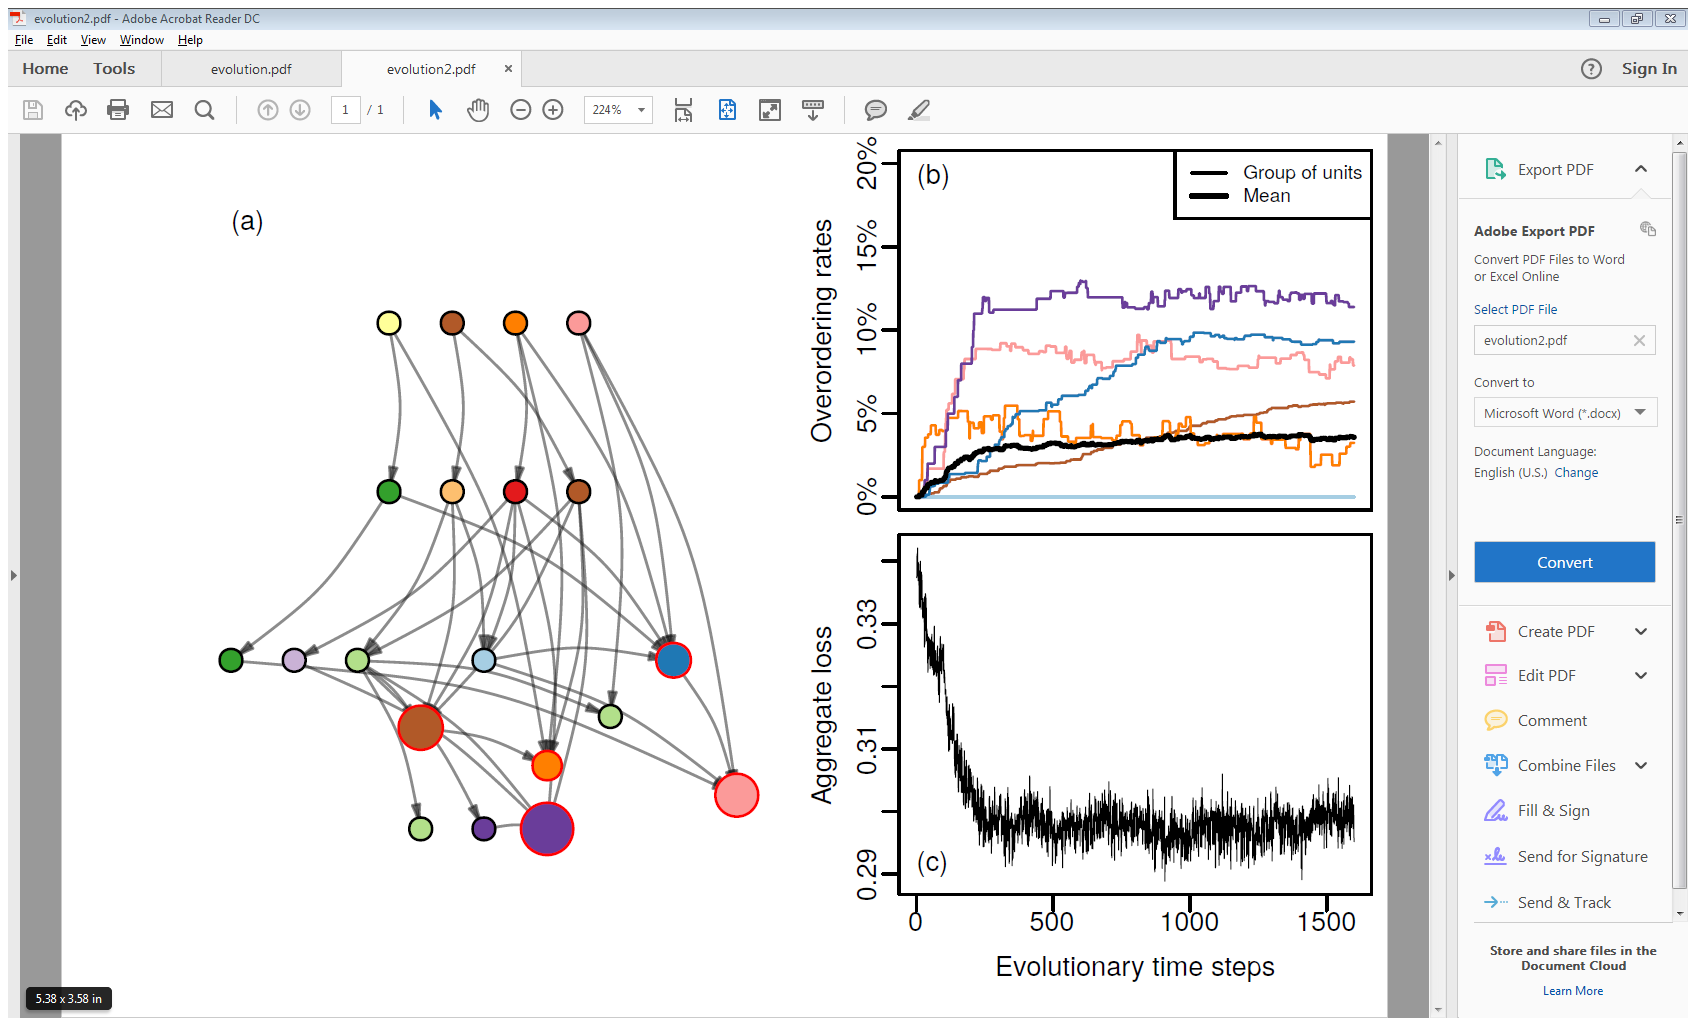 evolution2.pdf - Adobe Acrobat Reader DC
File Edit View Window Help
Home Tools evolution.pdf evolution2.pdf × ? Sign In
1 / 1 224%
(a)
(b)
Group of units
Mean
Overordering rates
20%
15%
10%
5%
0%
(c)
Aggregate loss
0.33
0.31
0.29
0 500 1000 1500
Evolutionary time steps
5.38 x 3.58 in
Export PDF
Adobe Export PDF
Convert PDF Files to Word
or Excel Online
Select PDF File
evolution2.pdf
Convert to
Microsoft Word (*.docx)
Document Language:
English (U.S.) Change
Convert
Create PDF
Edit PDF
Comment
Combine Files
Fill & Sign
Send for Signature
Send & Track
Store and share files in the
Document Cloud
Learn More